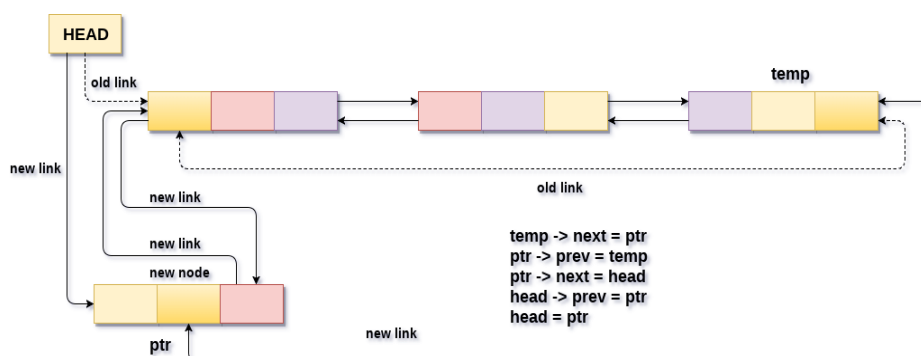 HEAD
old link
temp
new link
old link
new link
new link
new node
temp -> next = ptr
ptr -> prev = temp
ptr -> next = head
head -> prev = ptr
head = ptr
new link
ptr